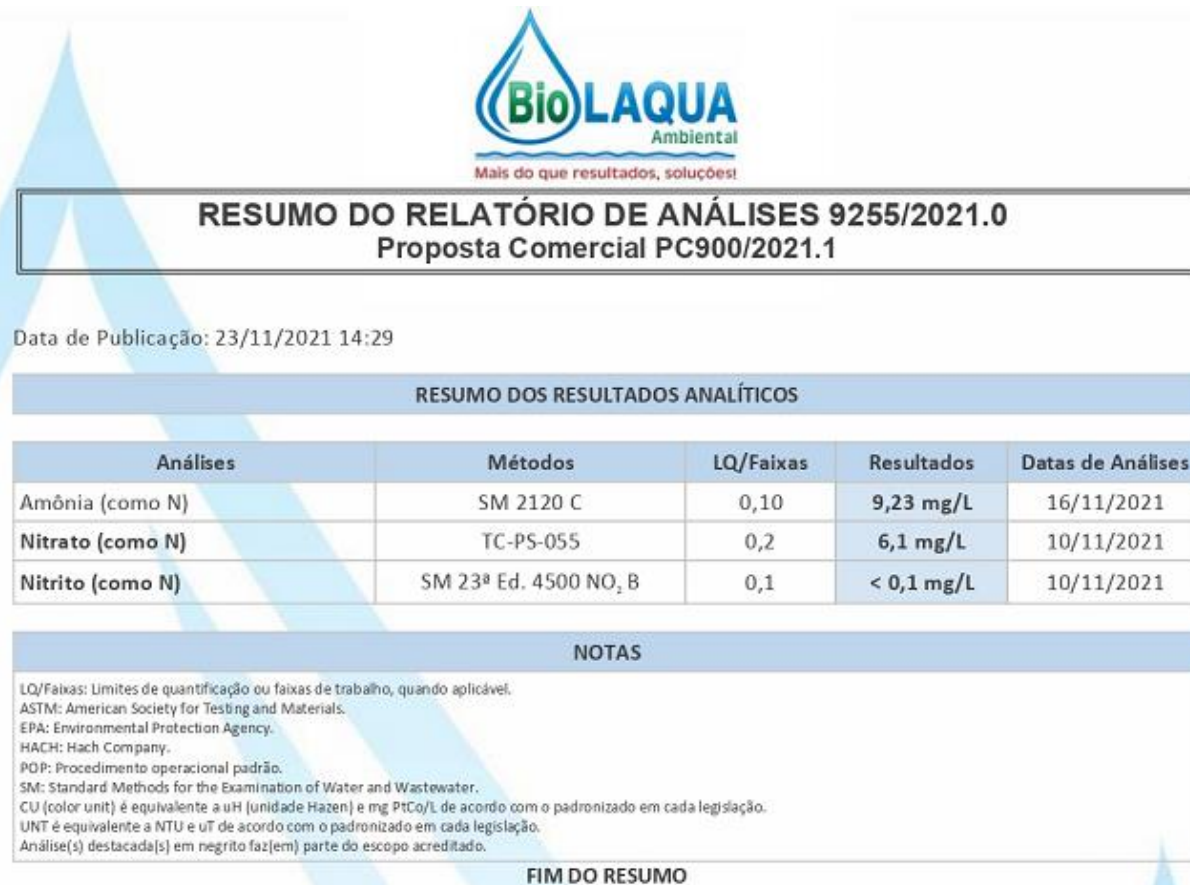 BioLAQUA
Ambiental
Mais do que resultados, soluções!
RESUMO DO RELATÓRIO DE ANÁLISES 9255/2021.0
Proposta Comercial PC900/2021.1
Data de Publicação: 23/11/2021 14:29
RESUMO DOS RESULTADOS ANALÍTICOS
Análises Métodos LQ/Faixas Resultados Datas de Análises
Amônia (como N) SM 2120 C 0,10 9,23 mg/L 16/11/2021
Nitrato (como N) TC-PS-055 0,2 6,1 mg/L 10/11/2021
Nitrito (como N) SM 23ª Ed. 4500 NO₂ B 0,1 < 0,1 mg/L 10/11/2021
NOTAS
LQ/Faixas: Limites de quantificação ou faixas de trabalho, quando aplicável.
ASTM: American Society for Testing and Materials.
EPA: Environmental Protection Agency.
HACH: Hach Company.
POP: Procedimento operacional padrão.
SM: Standard Methods for the Examination of Water and Wastewater.
CU (color unit) é equivalente a uH (unidade Hazen) e mg PtCo/L de acordo com o padronizado em cada legislação.
UNT é equivalente a NTU e uT de acordo com o padronizado em cada legislação.
Análise(s) destacada(s) em negrito faz(em) parte do escopo acreditado.
FIM DO RESUMO